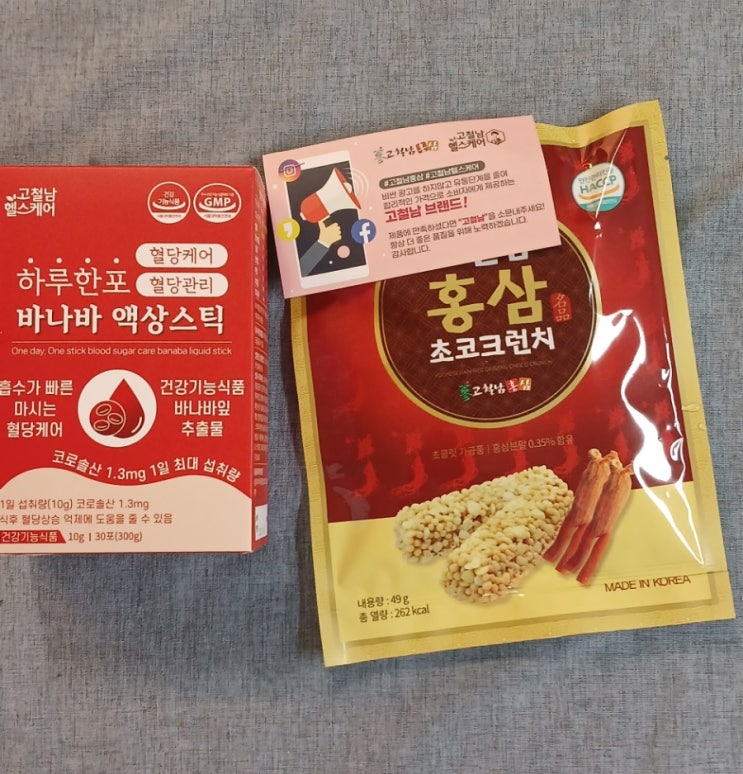 고철남
헬스케어
건강
기능식품
GMP
혈당케어
혈당관리
하루한포
바나바 액상스틱
One day, One stick blood sugar care banaba liquid stick
흡수가 빠른
마시는
혈당케어
건강기능식품
바나바잎
추출물
코로솔산 1.3mg 1일 최대 섭취량
1일 섭취량(10g) 코로솔산 1.3mg
식후 혈당상승 억제에 도움을 줄 수 있음
건강기능식품 10g | 30포(300g)
고철남홍삼
고철남
헬스케어
#고철남홍삼 #고철남헬스케어
비싼 광고를 하지않고 유통단계를 줄여
합리적인 가격으로 소비자에게 제공하는
고철남 브랜드!
제품에 만족하셨다면 "고철남"을 소문내주세요!
항상 더 좋은 품질을 위해 노력하겠습니다.
감사합니다.
HACCP
홍삼
名品
초코크런치
고철남홍삼
초콜릿 가공품 | 홍삼분말 0.35% 함유
내용량 : 49 g
총 열량 : 262 kcal
MADE IN KOREA